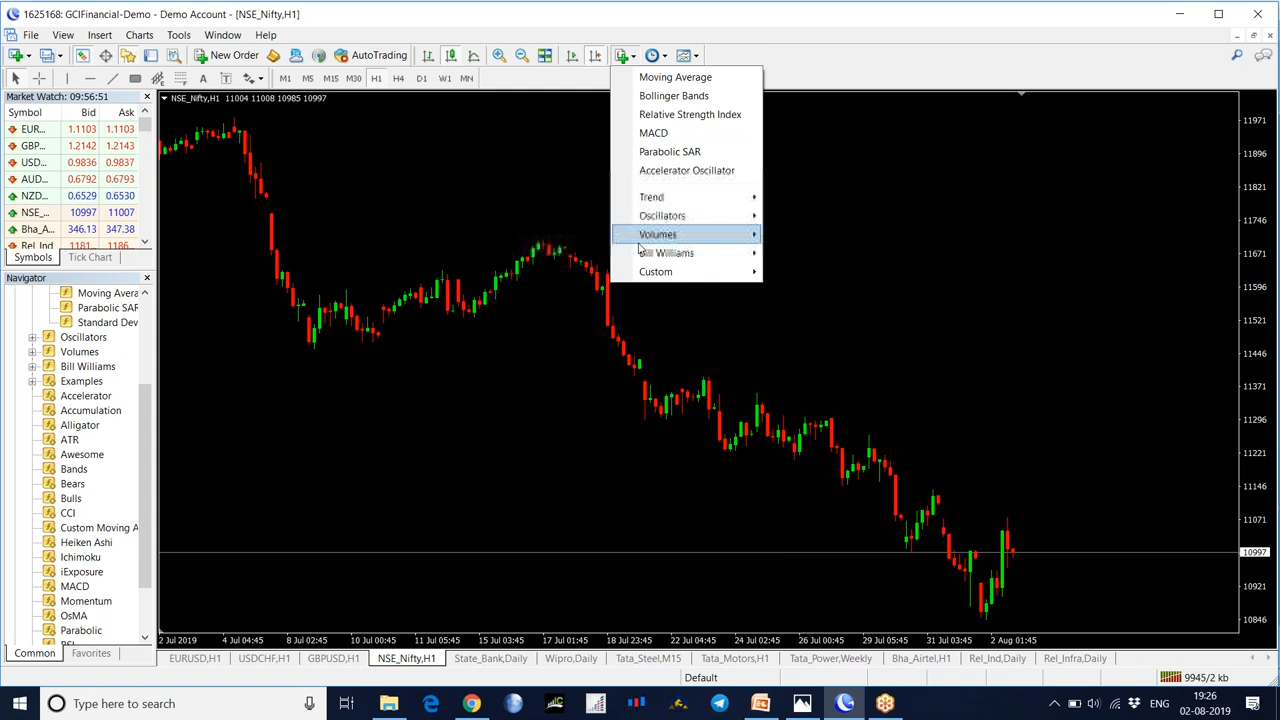 1625168: GCIFinancial-Demo - Demo Account - [NSE_Nifty,H1]
File View Insert Charts Tools Window Help
New Order AutoTrading
A T M1 M5 M15 M30 H1 H4 D1 W1 MN
Market Watch: 09:56:51
Symbol Bid Ask
EUR... 1.1103 1.1103
GBP... 1.2142 1.2143
USD... 0.9836 0.9837
AUD... 0.6792 0.6793
NZD... 0.6529 0.6530
NSE_... 10997 11007
Bha_A... 346.13 347.38
Rel_Ind 1181... 1186...
Symbols Tick Chart
Navigator
Moving Avera
Parabolic SAR
Standard Dev
Oscillators
Volumes
Bill Williams
Examples
Accelerator
Accumulation
Alligator
ATR
Awesome
Bands
Bears
Bulls
CCI
Custom Moving A
Heiken Ashi
Ichimoku
iExposure
MACD
Momentum
OsMA
Parabolic
Common Favorites
NSE_Nifty,H1 11004 11008 10985 10997
Moving Average
Bollinger Bands
Relative Strength Index
MACD
Parabolic SAR
Accelerator Oscillator
Trend
Oscillators
Volumes
Bill Williams
Custom
11971
11896
11821
11746
11671
11596
11521
11446
11371
11296
11221
11146
11071
10997
10921
10846
2 Jul 2019 4 Jul 04:45 8 Jul 02:45 10 Jul 00:45 11 Jul 05:45 15 Jul 03:45 17 Jul 01:45 18 Jul 23:45 22 Jul 04:45 24 Jul 02:45 26 Jul 00:45 29 Jul 05:45 31 Jul 03:45 2 Aug 01:45
EURUSD,H1 USDCHF,H1 GBPUSD,H1 NSE_Nifty,H1 State_Bank,Daily Wipro,Daily Tata_Steel,M15 Tata_Motors,H1 Tata_Power,Weekly Bha_Airtel,H1 Rel_Ind,Daily Rel_Infra,Daily
Default 9945/2 kb
Type here to search
ENG
19:26
02-08-2019